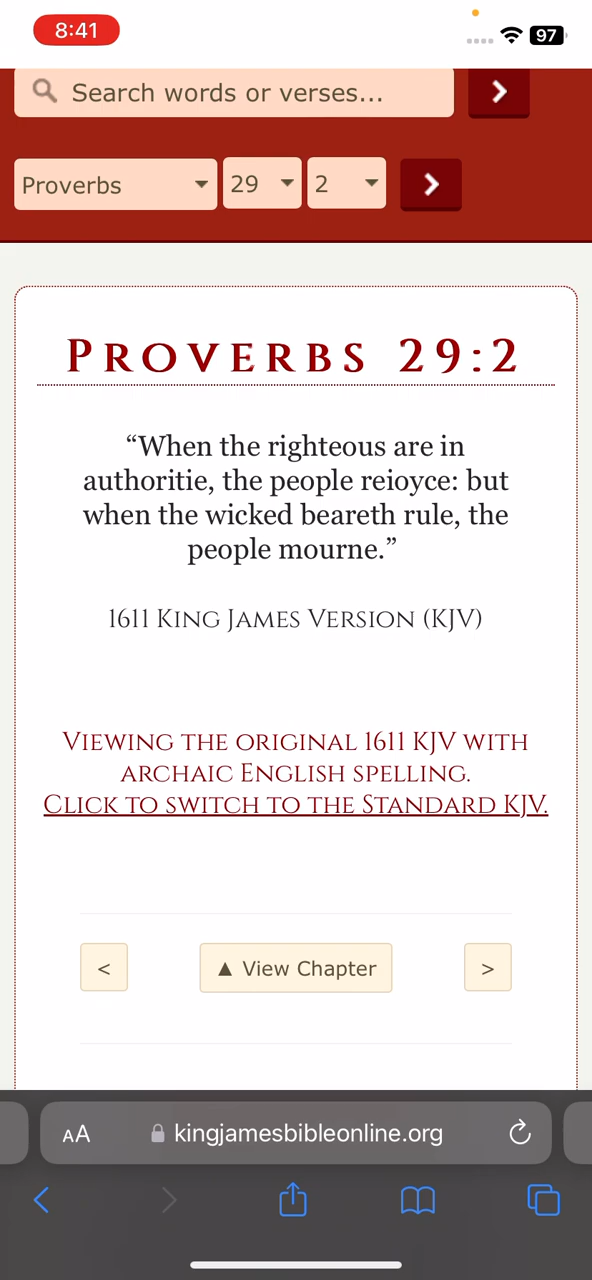 8:41
97
Search words or verses...
Proverbs 29 2
PROVERBS 29:2
“When the righteous are in
authoritie, the people reioyce: but
when the wicked beareth rule, the
people mourne.”
1611 KING JAMES VERSION (KJV)
VIEWING THE ORIGINAL 1611 KJV WITH
ARCHAIC ENGLISH SPELLING.
CLICK TO SWITCH TO THE STANDARD KJV.
< ▲ View Chapter >
AA kingjamesbibleonline.org